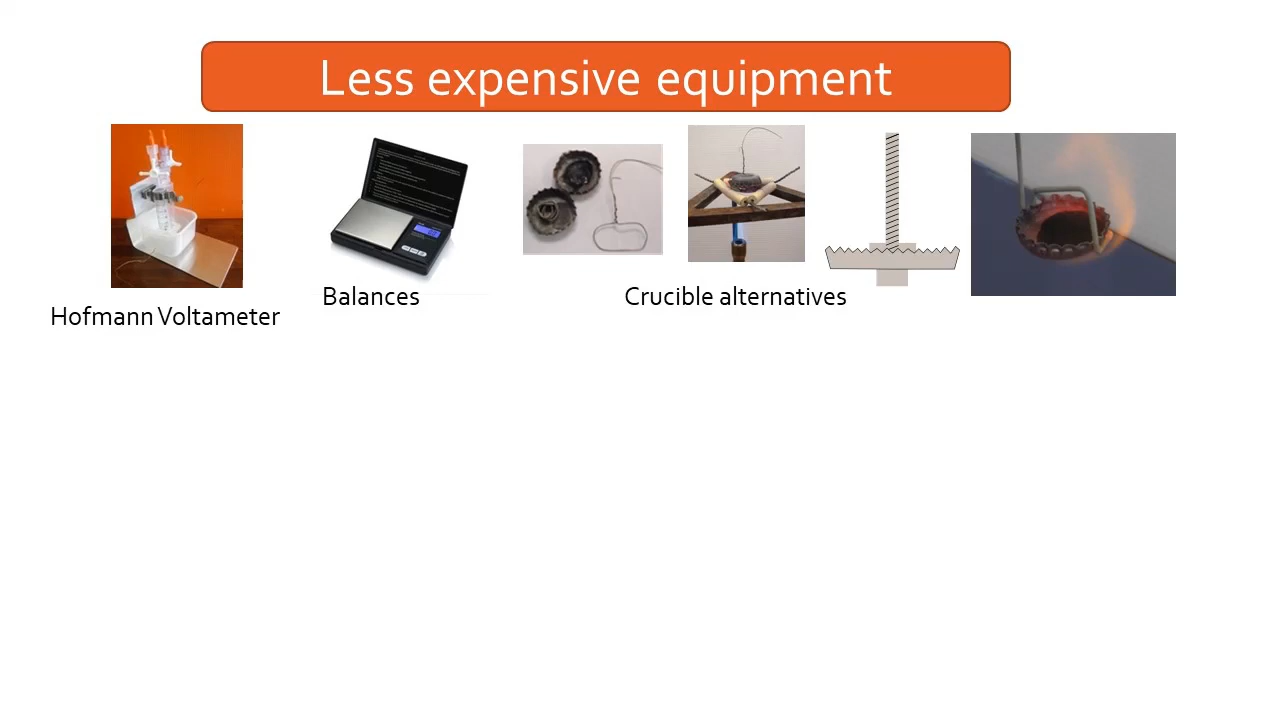 Less expensive equipment
Balances
Crucible alternatives
Hofmann Voltameter